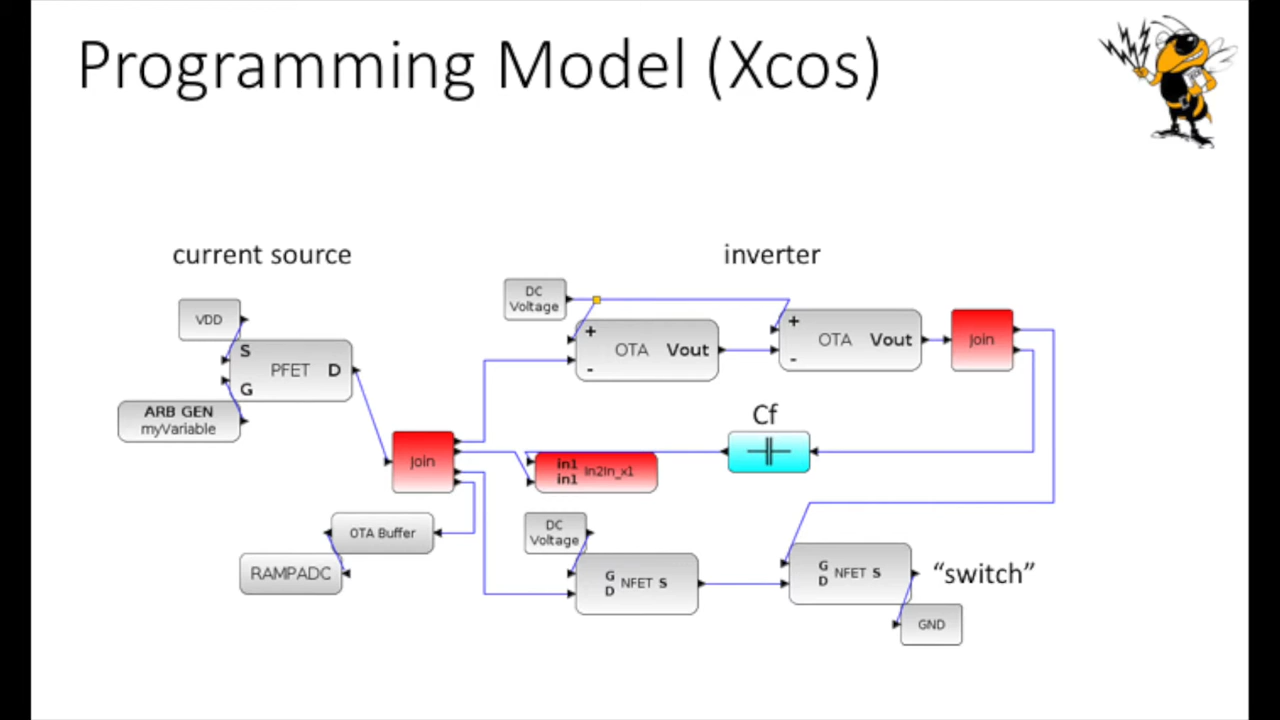 Programming Model (Xcos)
current source
inverter
VDD
S
PFET D
G
ARB GEN
myVariable
DC
Voltage
+
OTA Vout
-
+
OTA Vout
-
Join
Join
Cf
in1
in1
In2In_x1
OTA Buffer
RAMPADC
DC
Voltage
G
D
NFET S
G
D
NFET S
"switch"
GND